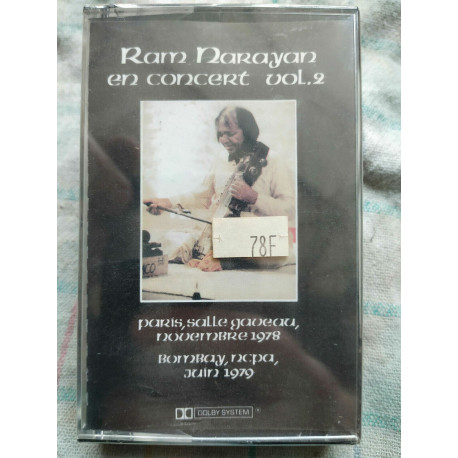 Ram Narayan
en concert vol.2
78F
paris, salle gaveau,
novembre 1978
Bombay, ncpa,
juin 1979
DOLBY SYSTEM